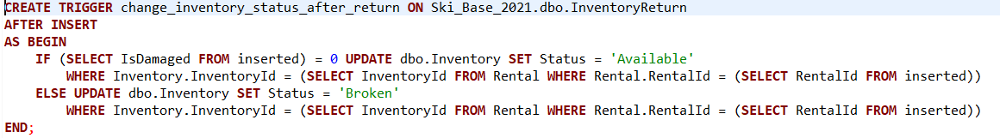 CREATE TRIGGER change_inventory_status_after_return ON Ski_Base_2021.dbo.InventoryReturn
AFTER INSERT
AS BEGIN
    IF (SELECT IsDamaged FROM inserted) = 0 UPDATE dbo.Inventory SET Status = 'Available'
        WHERE Inventory.InventoryId = (SELECT InventoryId FROM Rental WHERE Rental.RentalId = (SELECT RentalId FROM inserted))
    ELSE UPDATE dbo.Inventory SET Status = 'Broken'
        WHERE Inventory.InventoryId = (SELECT InventoryId FROM Rental WHERE Rental.RentalId = (SELECT RentalId FROM inserted))
END;